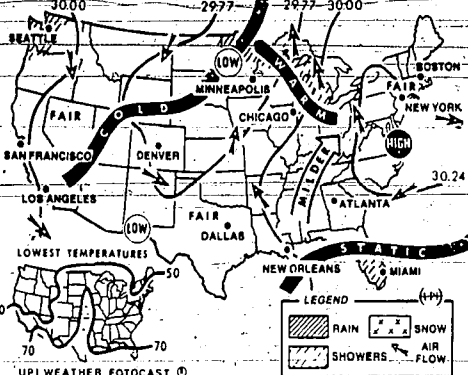 30.00 29.77 29.77 30.00
SEATTLE
LOW
WARM
BOSTON
MINNEAPOLIS
FAIR
FAIR
COLD
CHICAGO
NEW YORK
HIGH
SAN FRANCISCO
DENVER
MILDER
30.24
LOS ANGELES
FAIR
ATLANTA
LOW
DALLAS
LOWEST TEMPERATURES
STATIC
50
NEW ORLEANS
MIAMI
LEGEND
RAIN
SNOW
70
70
SHOWERS
AIR
FLOW
UPI WEATHER FOTOCAST